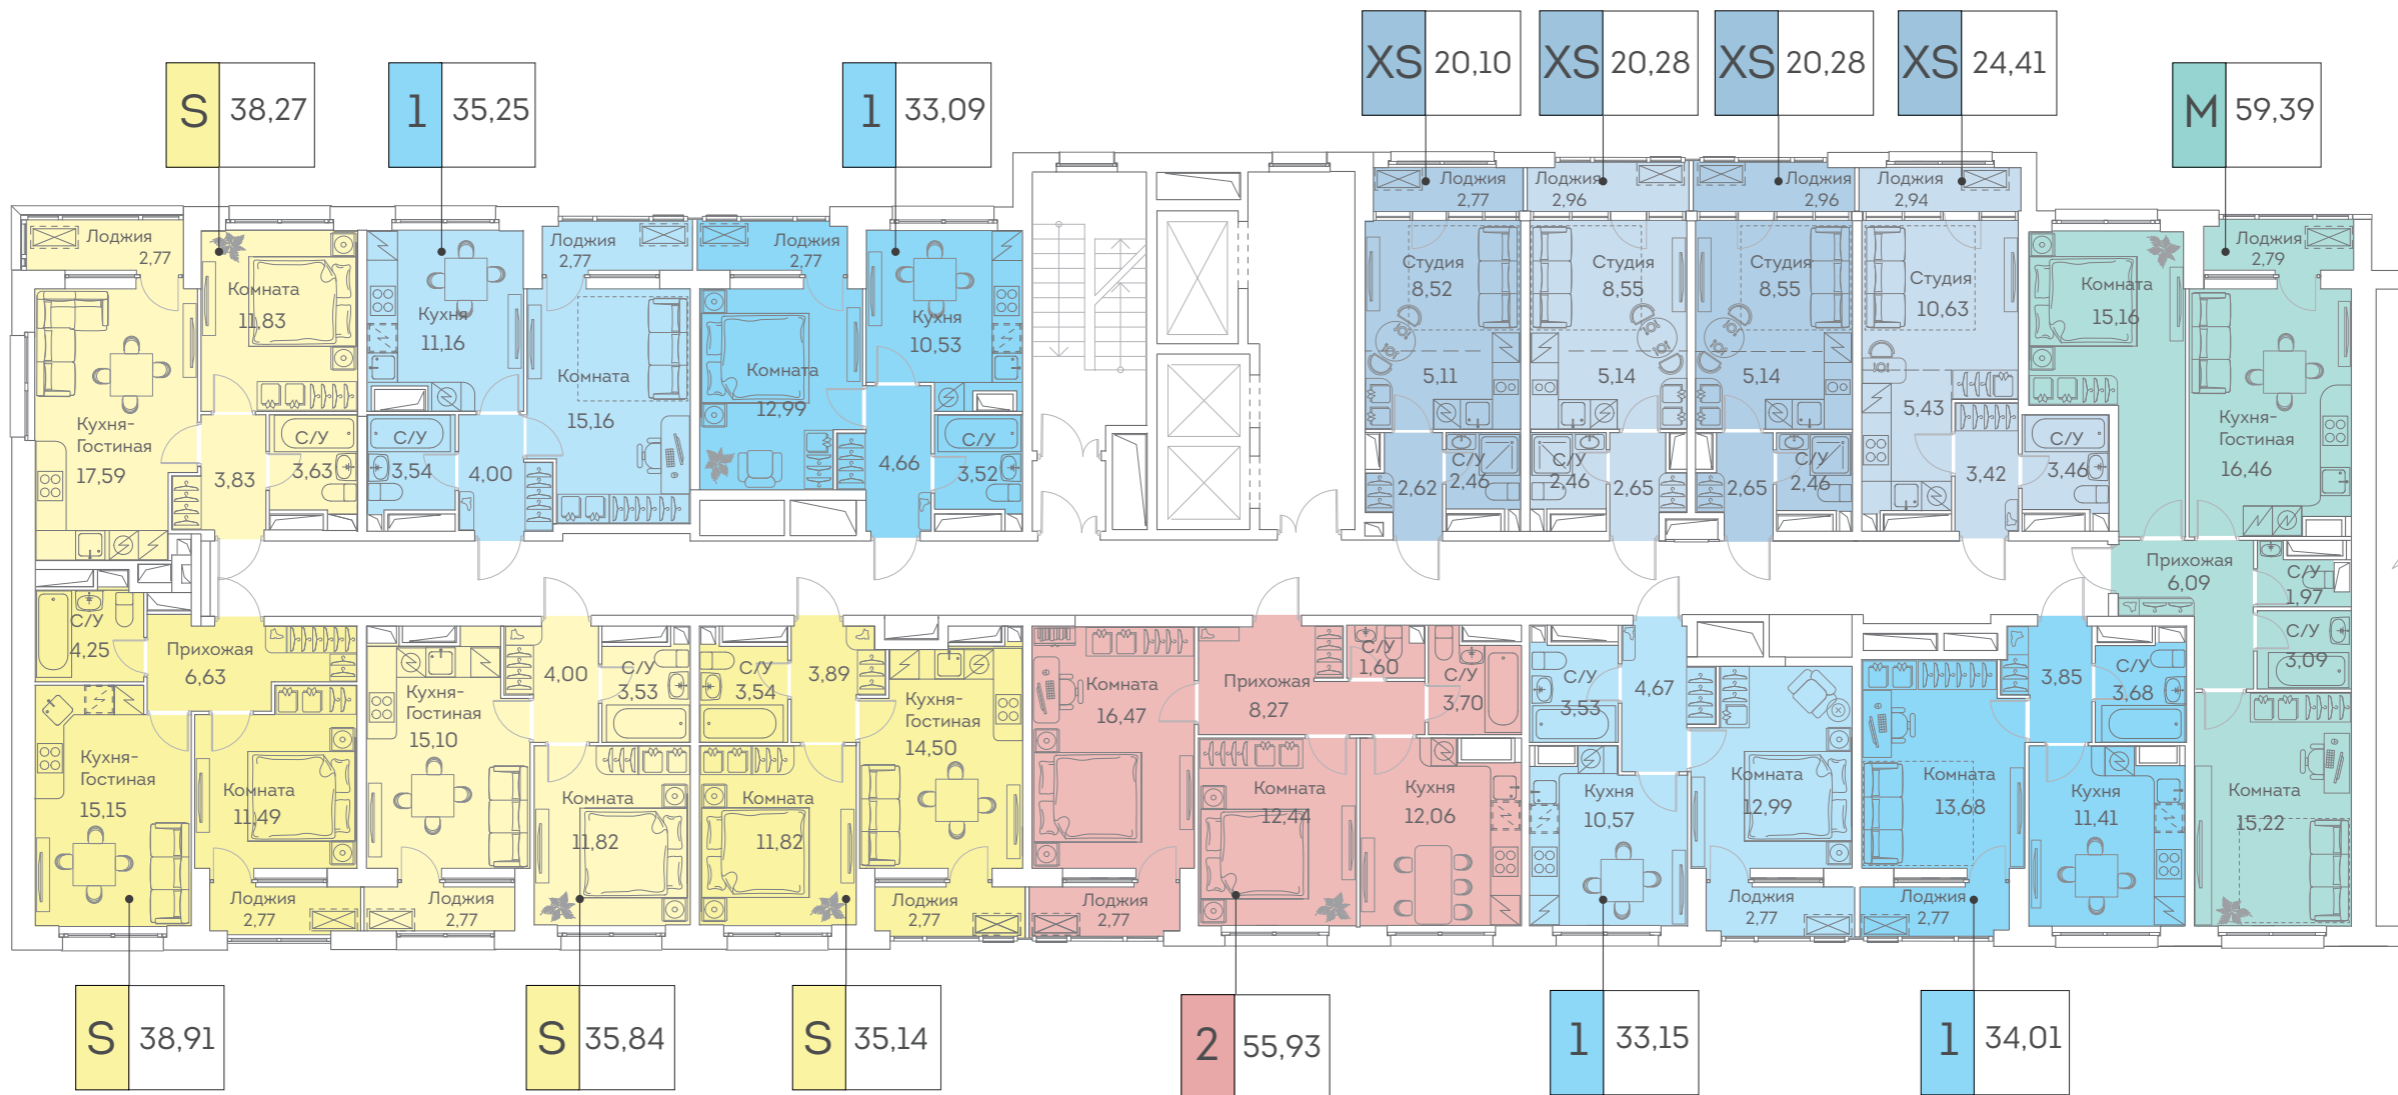 S 38,27
1 35,25
1 33,09
XS 20,10
XS 20,28
XS 20,28
XS 24,41
M 59,39
Лоджия
2,77
Комната
11,83
Кухня-
Гостиная
17,59
3,83
С/У
3,63
Кухня
11,16
Лоджия
2,77
Комната
15,16
С/У
3,54
4,00
Лоджия
2,77
Комната
12,99
Кухня
10,53
4,66
С/У
3,52
Лоджия
2,77
Студия
8,52
5,11
2,62
С/У
2,46
Лоджия
2,96
Студия
8,55
5,14
С/У
2,46
2,65
Лоджия
2,96
Студия
8,55
5,14
2,65
С/У
2,46
Лоджия
2,94
Студия
10,63
5,43
3,42
С/У
3,46
Лоджия
2,79
Комната
15,16
Кухня-
Гостиная
16,46
Прихожая
6,09
С/У
1,97
С/У
3,09
Комната
15,22
С/У
4,25
Прихожая
6,63
Кухня-
Гостиная
15,15
Комната
11,49
Лоджия
2,77
Кухня-
Гостиная
15,10
4,00
С/У
3,53
Комната
11,82
Лоджия
2,77
С/У
3,54
3,89
Кухня-
Гостиная
14,50
Комната
11,82
Лоджия
2,77
Комната
16,47
Прихожая
8,27
С/У
1,60
С/У
3,70
Комната
12,44
Кухня
12,06
Лоджия
2,77
С/У
3,53
4,67
Кухня
10,57
Комната
12,99
Лоджия
2,77
3,85
С/У
3,68
Комната
13,68
Кухня
11,41
Лоджия
2,77
S 38,91
S 35,84
S 35,14
2 55,93
1 33,15
1 34,01